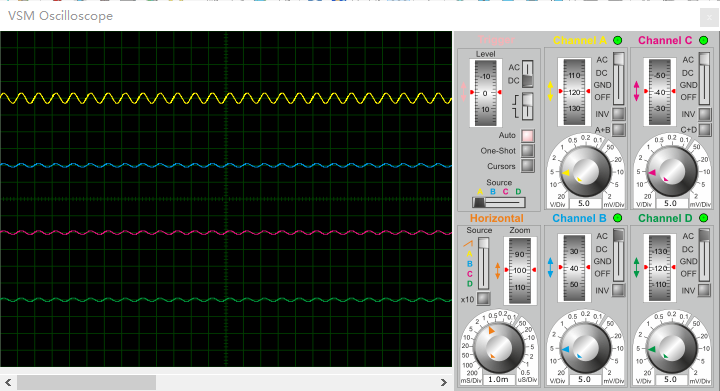 VSM Oscilloscope
Trigger
Level
-10
0
10
AC
DC
Auto
One-Shot
Cursors
Source
A B C D
Channel A
110
120
130
AC
DC
GND
OFF
INV
A+B
2
1
0.5
0.2
0.1
50
20
10
5
2
20
10
5
V/Div
5.0
mV/Div
Channel C
-50
-40
-30
AC
DC
GND
OFF
INV
C+D
2
1
0.5
0.2
0.1
50
20
10
5
2
20
10
5
V/Div
5.0
mV/Div
Horizontal
Source
A
B
C
D
x10
Zoom
90
100
110
0.5
1
2
5
10
20
50
100
200
mS/Div
1.0m
0.5
uS/Div
Channel B
30
40
50
AC
DC
GND
OFF
INV
2
1
0.5
0.2
0.1
50
20
10
5
2
20
10
5
V/Div
5.0
mV/Div
Channel D
-130
-120
-110
AC
DC
GND
OFF
INV
2
1
0.5
0.2
0.1
50
20
10
5
2
20
10
5
V/Div
5.0
mV/Div